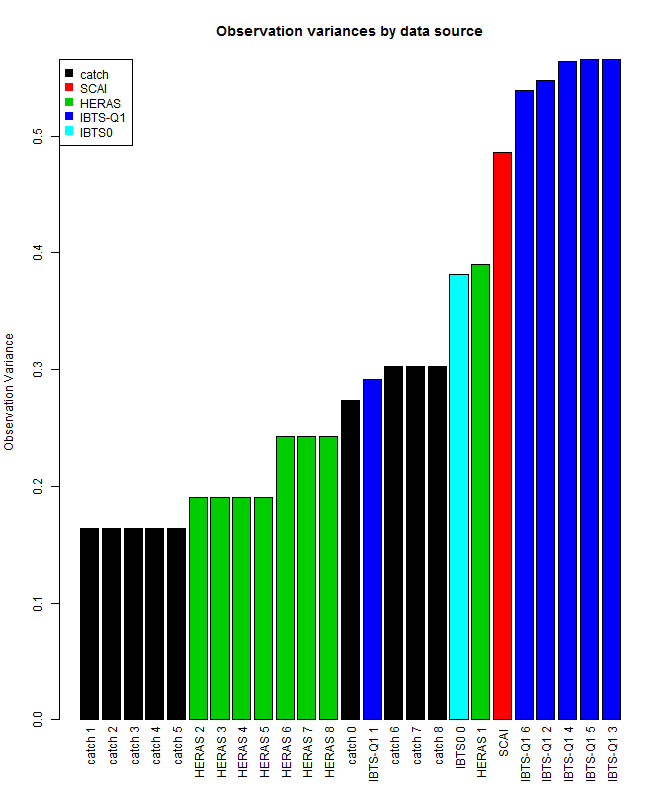 Observation variances by data source
catch
SCAI
HERAS
IBTS-Q1
IBTS0
Observation Variance
0.5
0.4
0.3
0.2
0.1
0.0
catch 1
catch 2
catch 3
catch 4
catch 5
HERAS 2
HERAS 3
HERAS 4
HERAS 5
HERAS 6
HERAS 7
HERAS 8
catch 0
IBTS-Q1 1
catch 6
catch 7
catch 8
IBTS0 0
HERAS 1
SCAI
IBTS-Q1 6
IBTS-Q1 2
IBTS-Q1 4
IBTS-Q1 5
IBTS-Q1 3